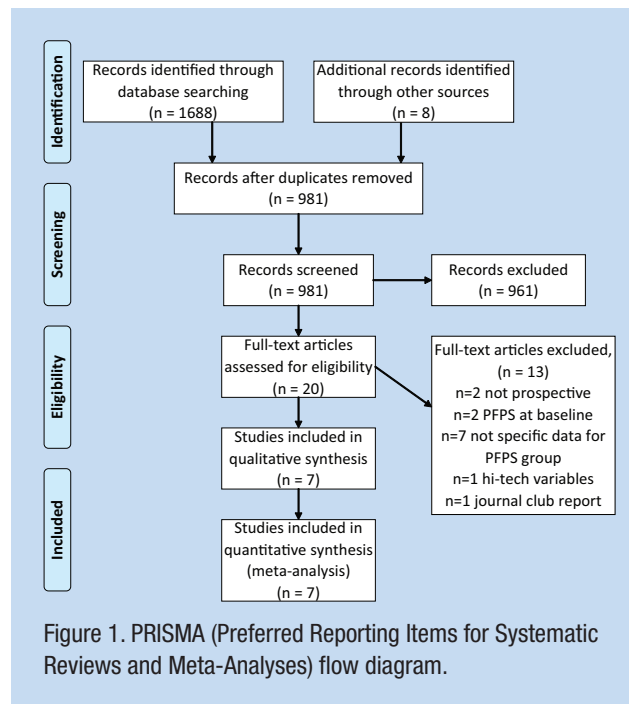 Identification
Records identified through
database searching
(n = 1688)
Additional records identified
through other sources
(n = 8)
Records after duplicates removed
(n = 981)
Screening
Records screened
(n = 981)
Records excluded
(n = 961)
Eligibility
Full-text articles
assessed for eligibility
(n = 20)
Full-text articles excluded,
(n = 13)
n=2 not prospective
n=2 PFPS at baseline
n=7 not specific data for
PFPS group
n=1 hi-tech variables
n=1 journal club report
Studies included in
qualitative synthesis
(n = 7)
Included
Studies included in
quantitative synthesis
(meta-analysis)
(n = 7)
Figure 1. PRISMA (Preferred Reporting Items for Systematic
Reviews and Meta-Analyses) flow diagram.